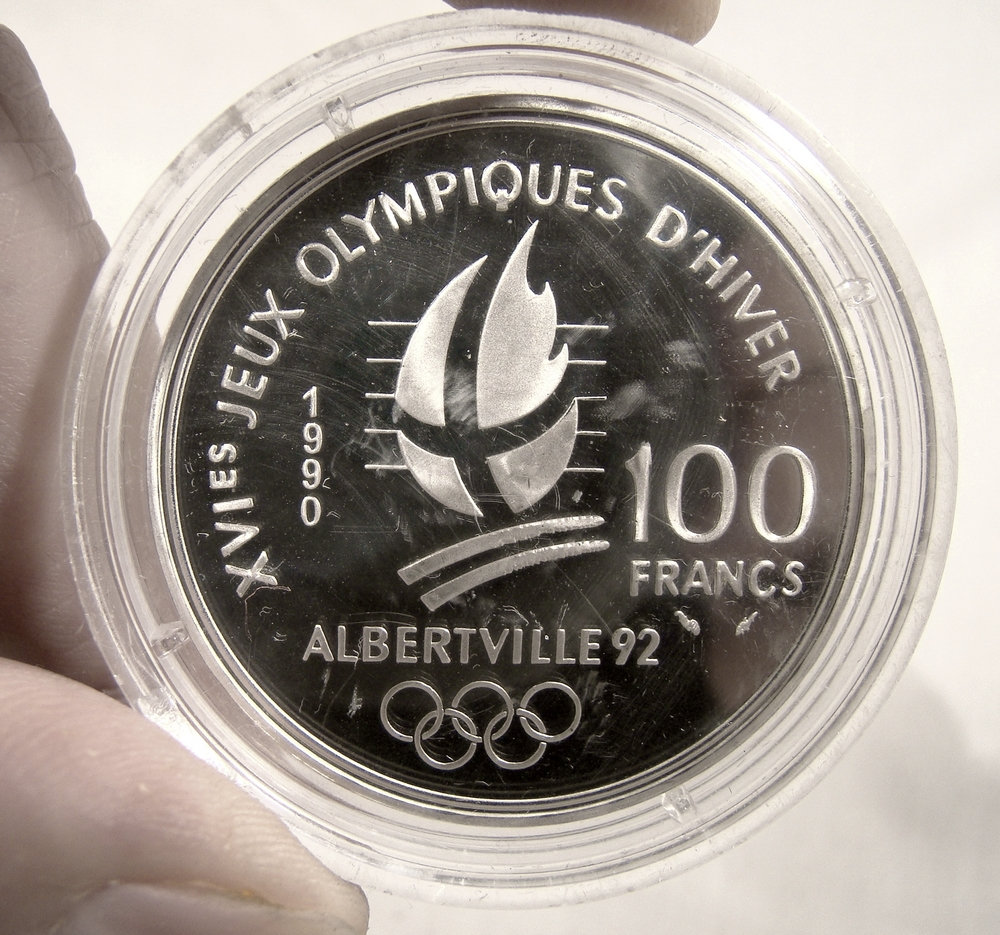 XVIES JEUX OLYMPIQUES D'HIVER
1990
100
FRANCS
ALBERTVILLE 92